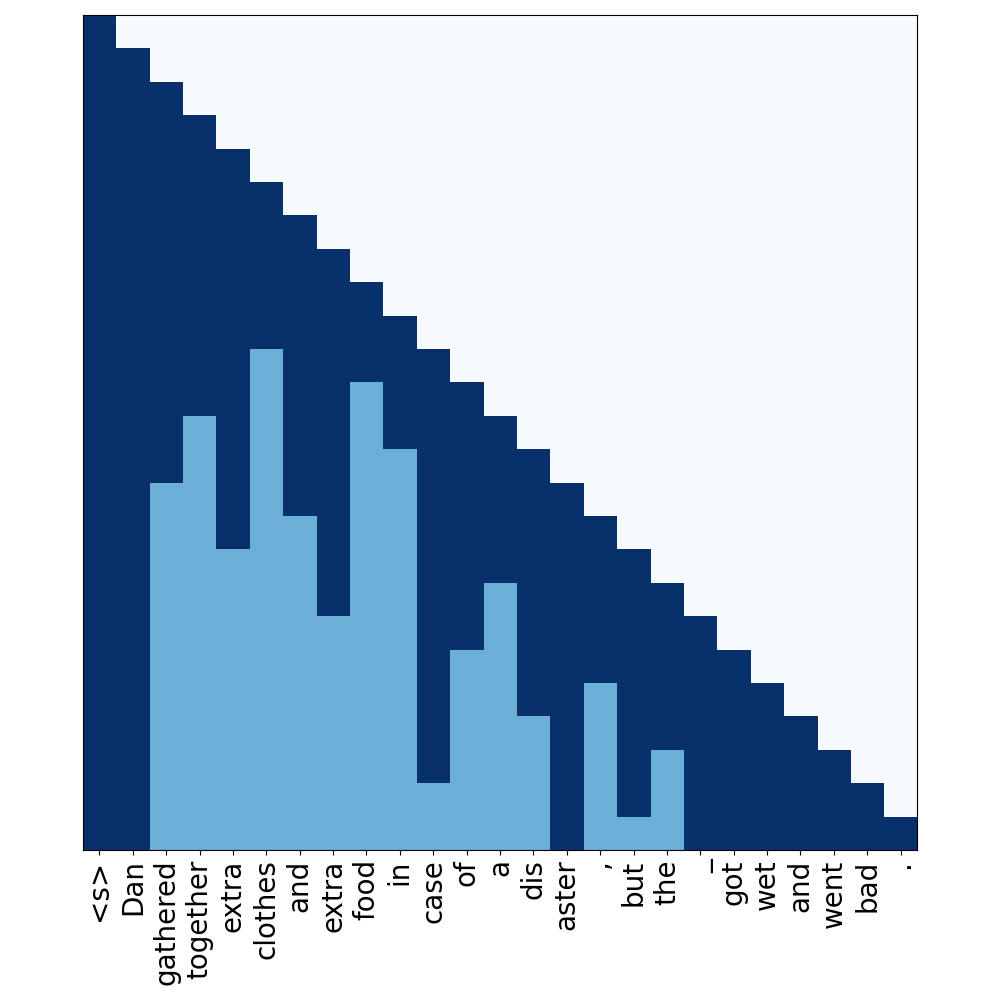 <s> Dan gathered together extra clothes and extra food in case of a dis aster , but the _ got wet and went bad .